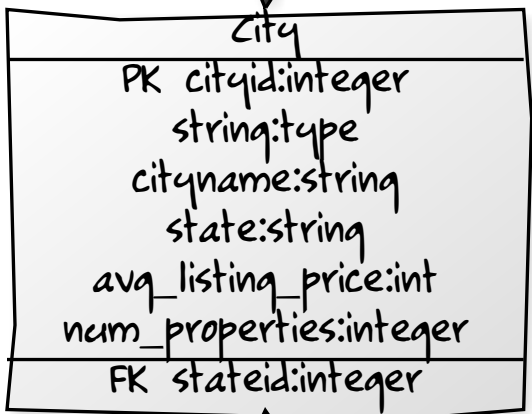 City
PK cityid:integer
string:type
cityname:string
state:string
avg_listing_price:int
num_properties:integer
FK stateid:integer